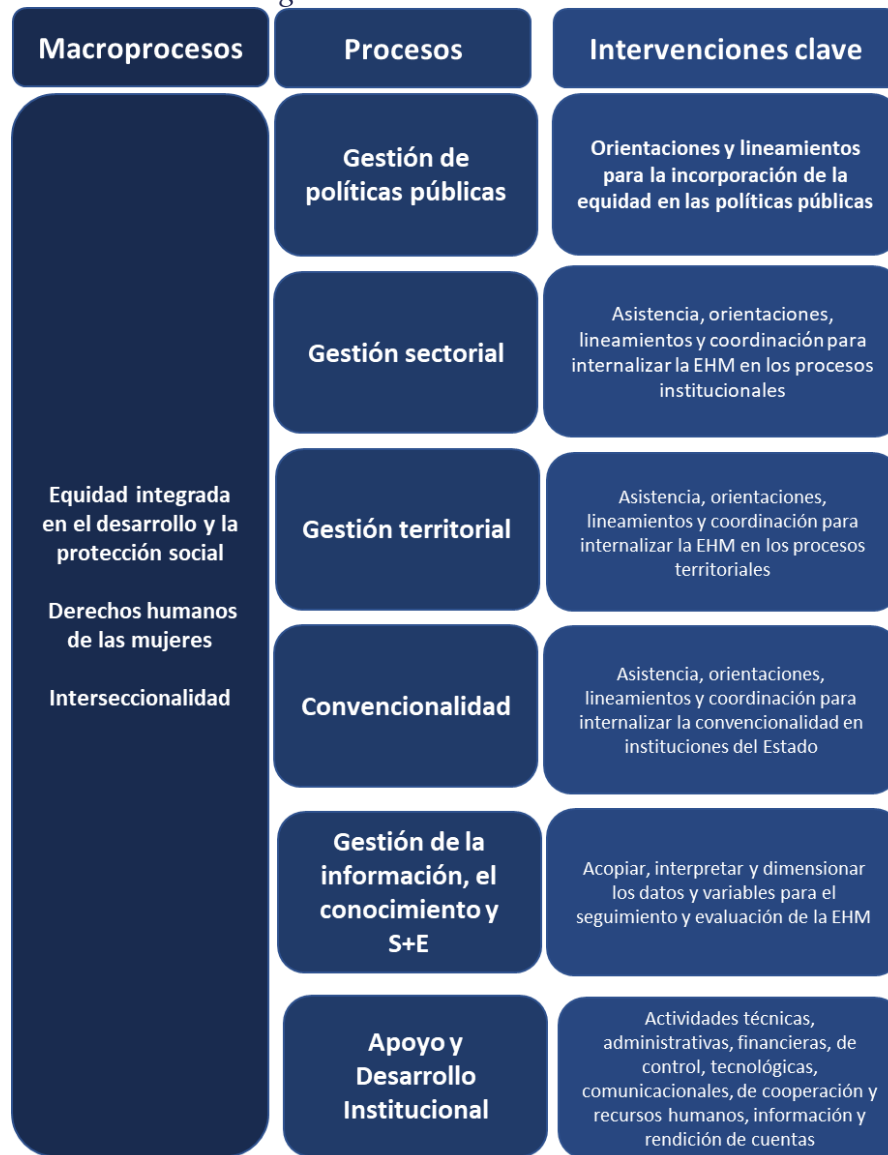 Macroprocesos
Procesos
Intervenciones clave
Equidad integrada
en el desarrollo y la
protección social
Derechos humanos
de las mujeres
Interseccionalidad
Gestión de
políticas públicas
Orientaciones y lineamientos
para la incorporación de la
equidad en las políticas públicas
Gestión sectorial
Asistencia, orientaciones,
lineamientos y coordinación para
internalizar la EHM en los procesos
institucionales
Gestión territorial
Asistencia, orientaciones,
lineamientos y coordinación para
internalizar la EHM en los procesos
territoriales
Convencionalidad
Asistencia, orientaciones,
lineamientos y coordinación para
internalizar la convencionalidad en
instituciones del Estado
Gestión de la
información, el
conocimiento y
S+E
Acopiar, interpretar y dimensionar
los datos y variables para el
seguimiento y evaluación de la EHM
Apoyo y
Desarrollo
Institucional
Actividades técnicas,
administrativas, financieras, de
control, tecnológicas,
comunicacionales, de cooperación y
recursos humanos, información y
rendición de cuentas